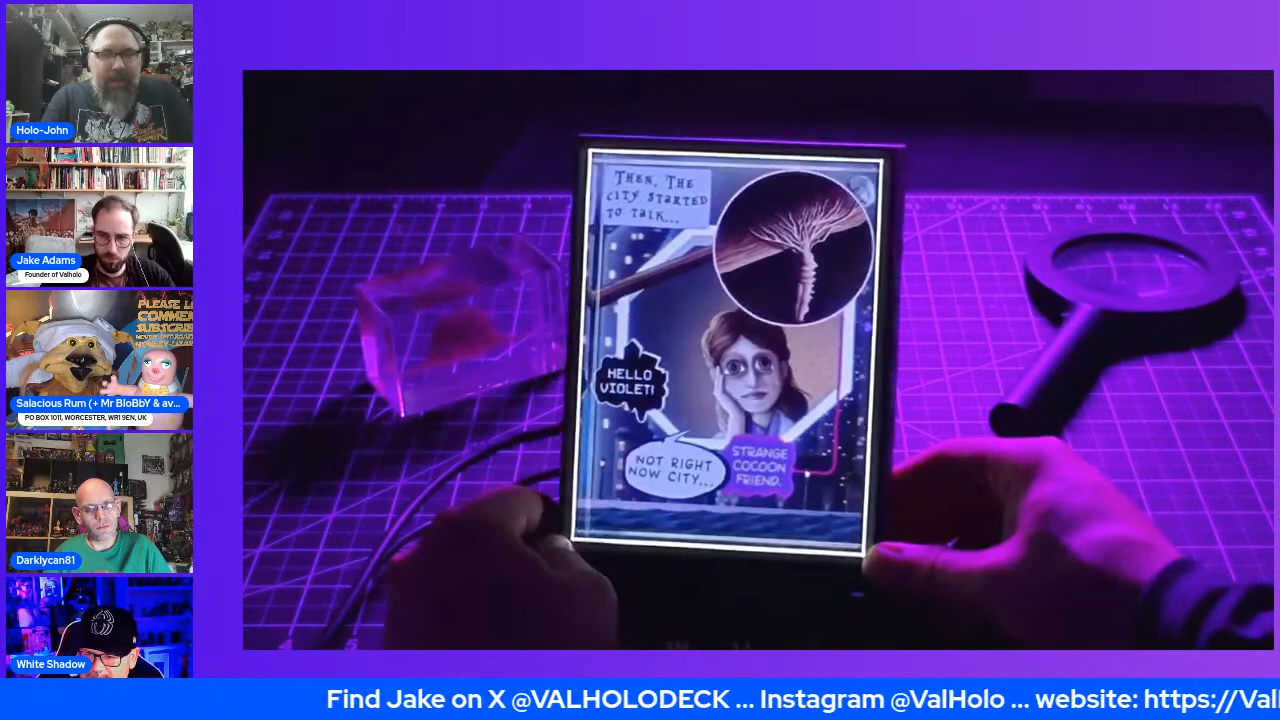 Holo-John
Jake Adams
Founder of Valholo
PLEASE LI
COMMEN
SUBSCRIBE
Salacious Rum (+ Mr BloBbY & av...
PO BOX 1011, WORCESTER, WR1 9EN, UK
Darklycan81
White Shadow
THEN, THE
CITY STARTED
TO TALK...
HELLO
VIOLET!
NOT RIGHT
NOW CITY...
STRANGE
COCOON
FRIEND.
Find Jake on X @VALHOLODECK ... Instagram @ValHolo ... website: https://Val